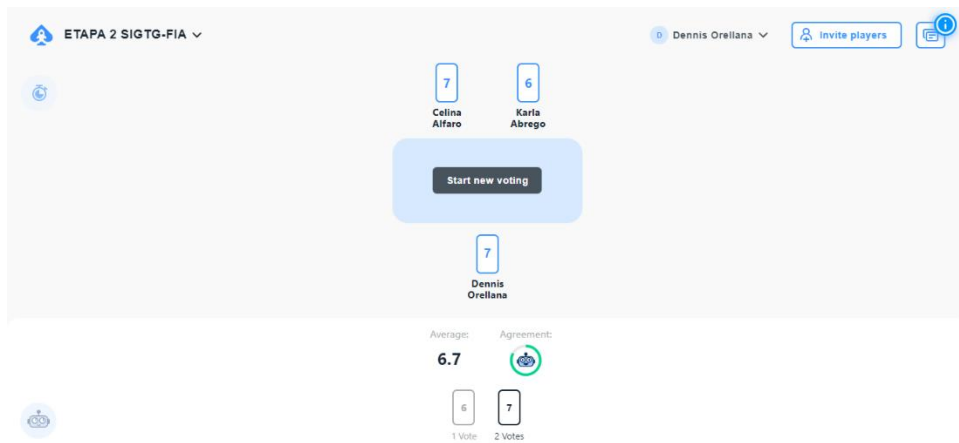 ETAPA 2 SIGTG-FIA
D Dennis Orellana
Invite players
7
6
Celina
Alfaro
Karla
Abrego
Start new voting
7
Dennis
Orellana
Average:
Agreement:
6.7
6
7
1 Vote
2 Votes